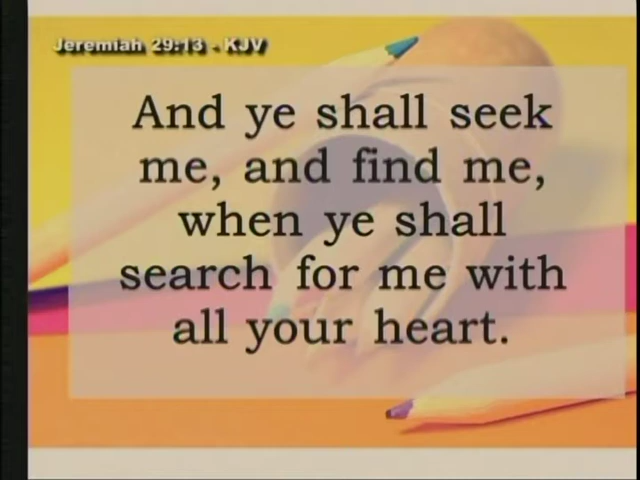 Jeremiah 29:13 - KJV
And ye shall seek
me, and find me,
when ye shall
search for me with
all your heart.